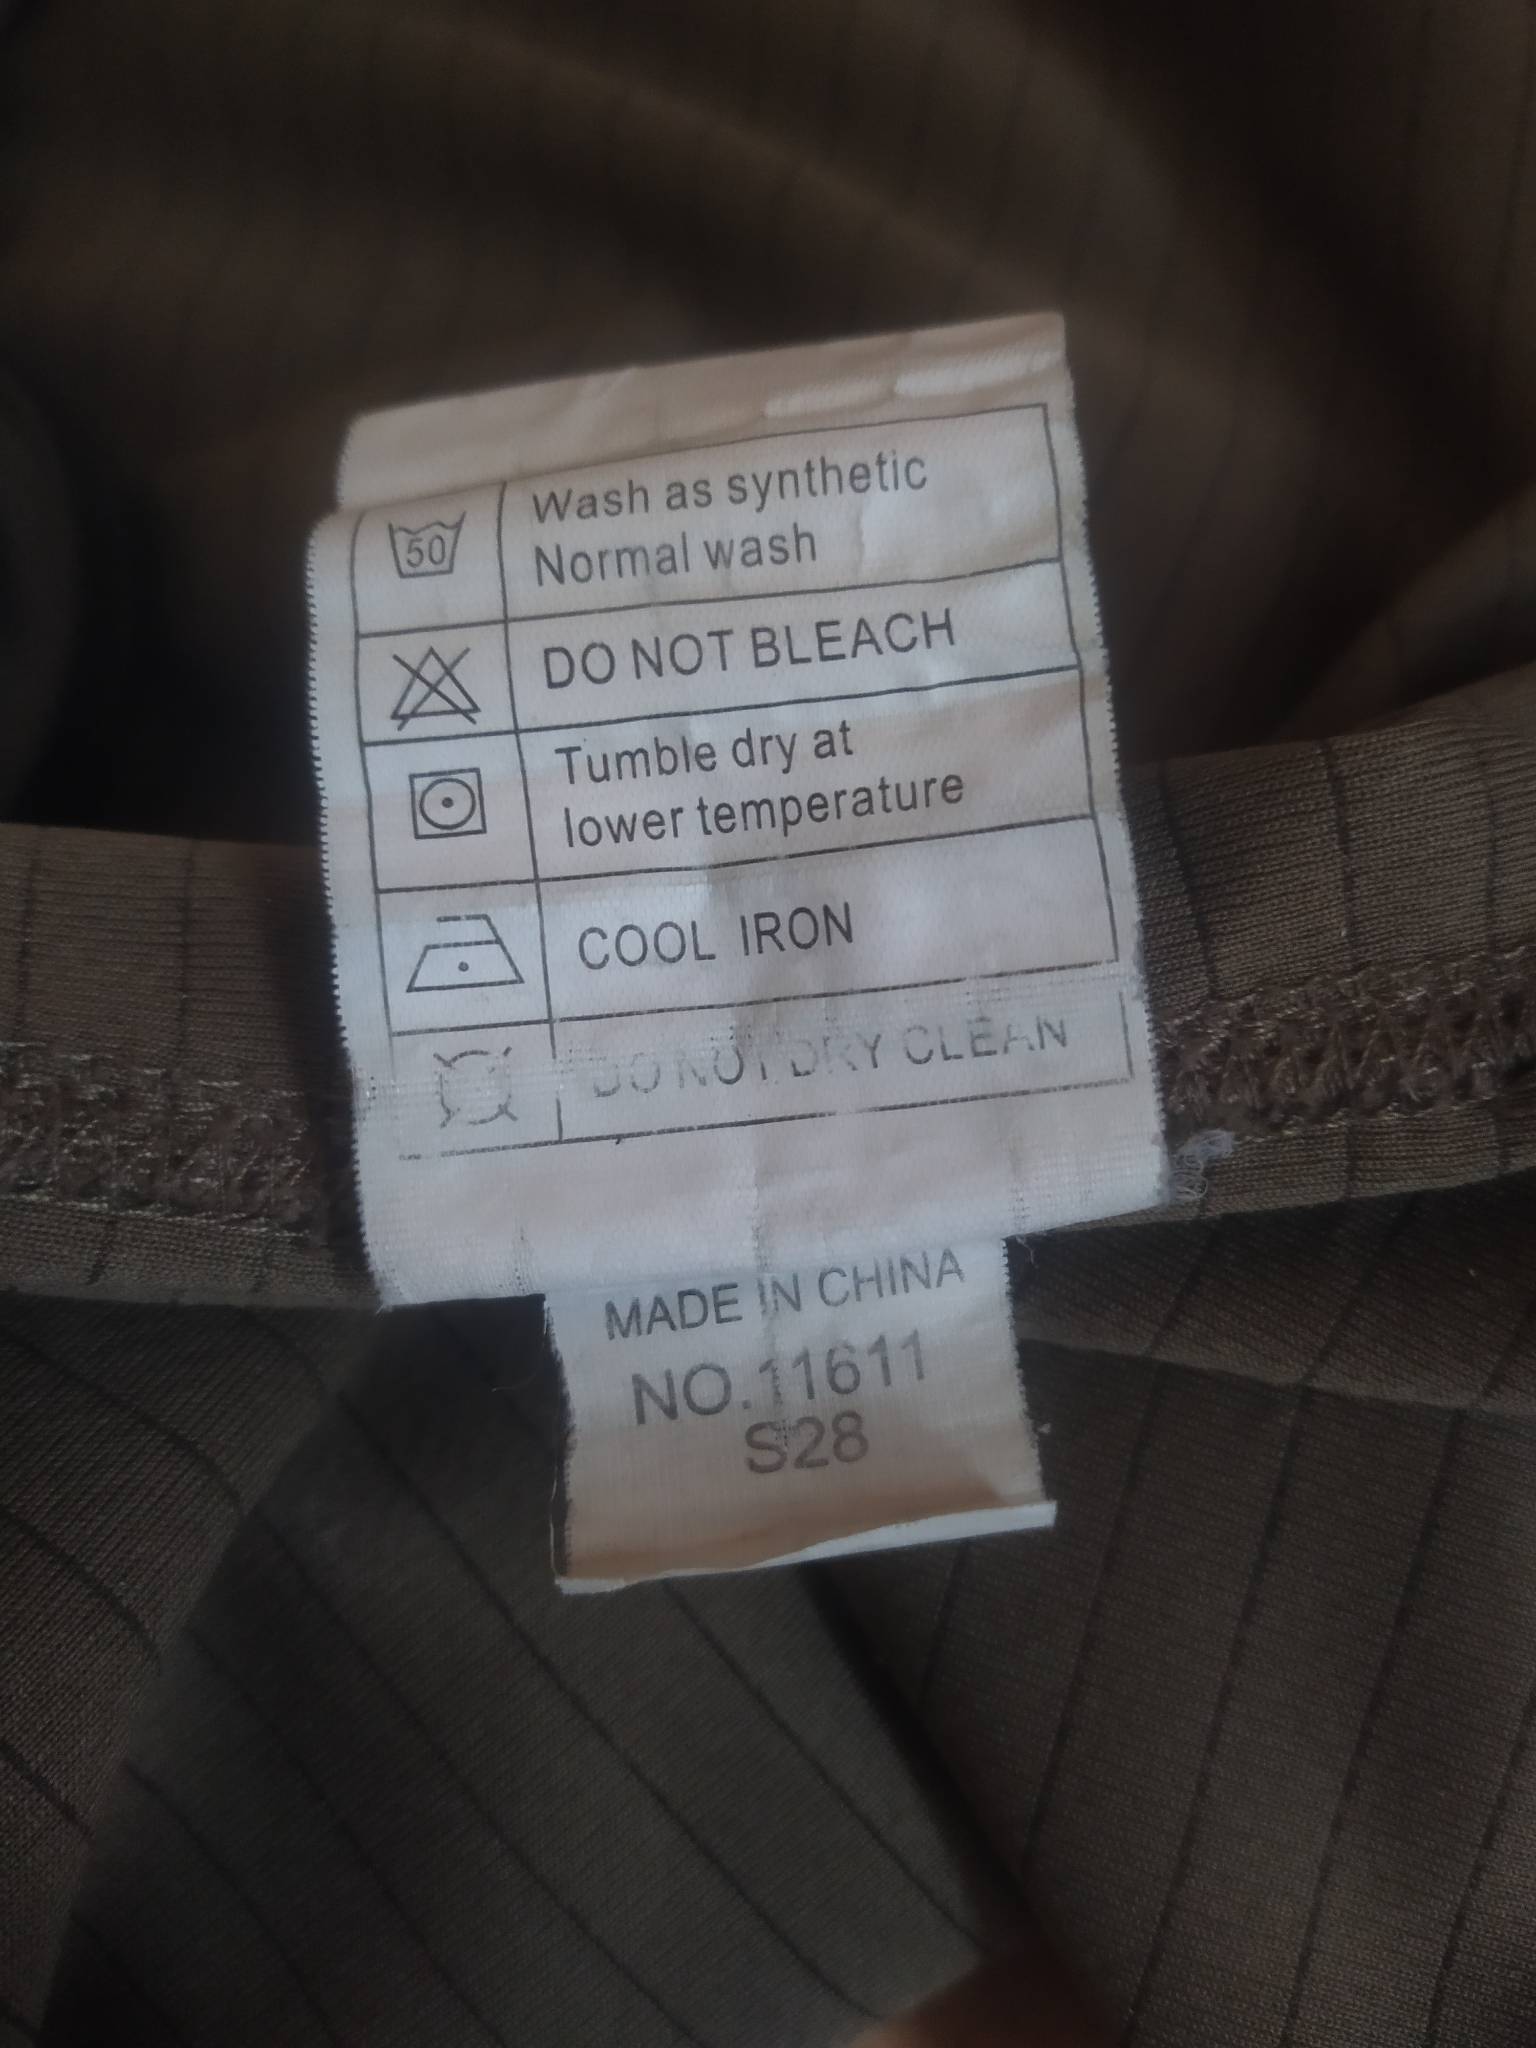 50
Wash as synthetic
Normal wash
DO NOT BLEACH
Tumble dry at
lower temperature
COOL IRON
DO NOT DRY CLEAN
MADE IN CHINA
NO.11611
S28